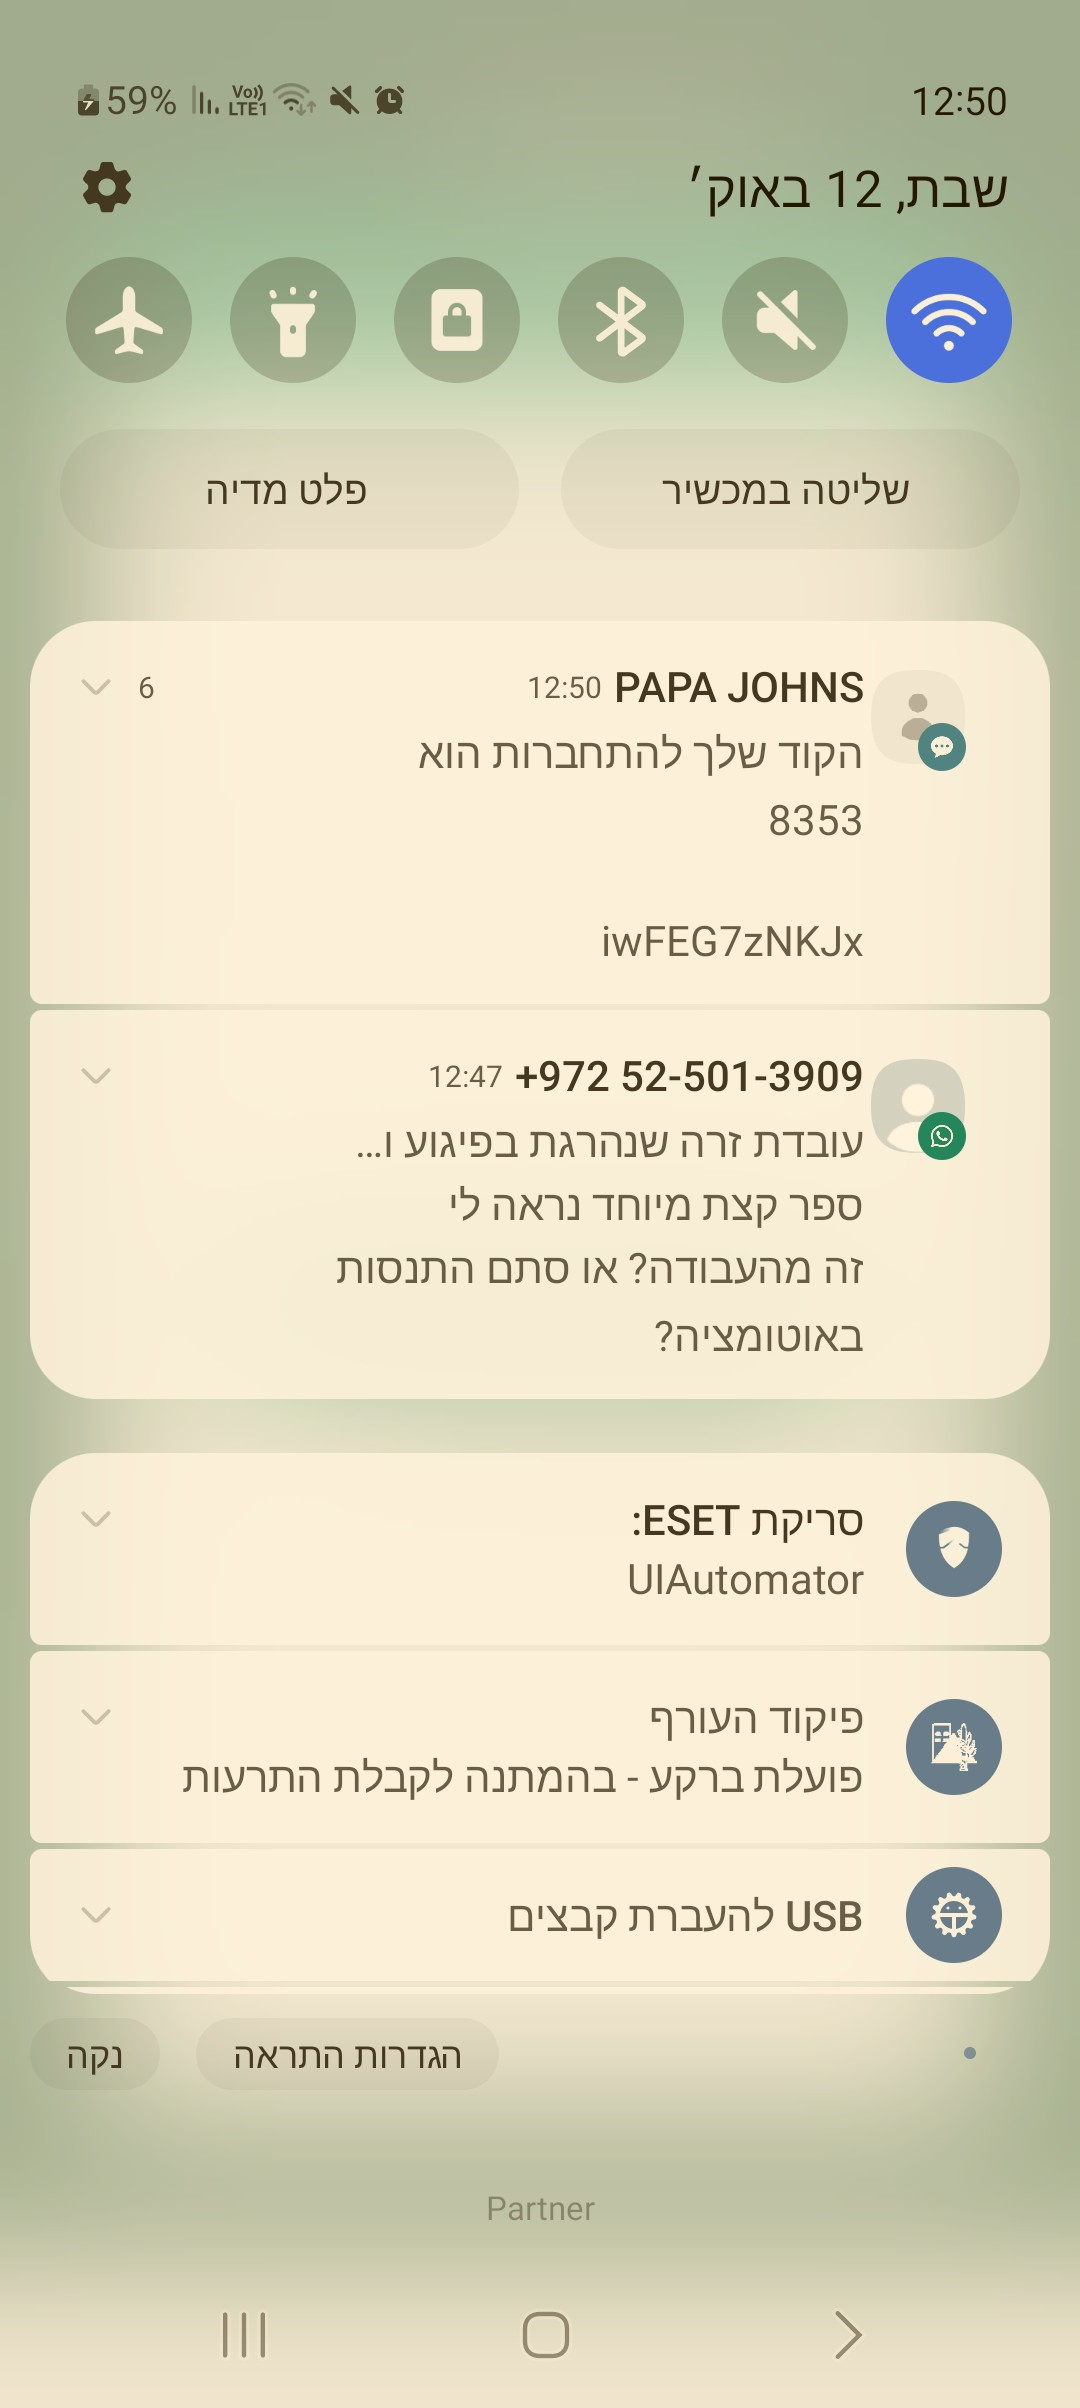 12:50
59%
Vo))
LTE1
שבת, 12 באוק׳
שליטה במכשיר
פלט מדיה
PAPA JOHNS 12:50
6
הקוד שלך להתחברות הוא
8353
iwFEG7zNKJx
+972 52-501-3909 12:47
עובדת זרה שנהרגת בפיגוע ו...
ספר קצת מיוחד נראה לי
זה מהעבודה? או סתם התנסות
באוטומציה?
סריקת ESET:
UIAutomator
פיקוד העורף
פועלת ברקע - בהמתנה לקבלת התרעות
USB להעברת קבצים
הגדרות התראה
נקה
Partner